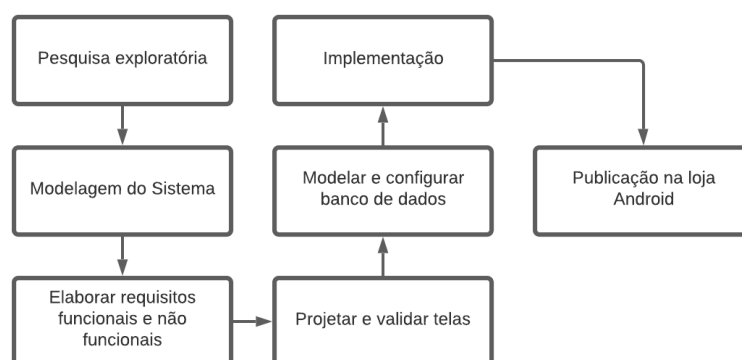 Pesquisa exploratória
Modelagem do Sistema
Elaborar requisitos
funcionais e não
funcionais
Projetar e validar telas
Modelar e configurar
banco de dados
Implementação
Publicação na loja
Android